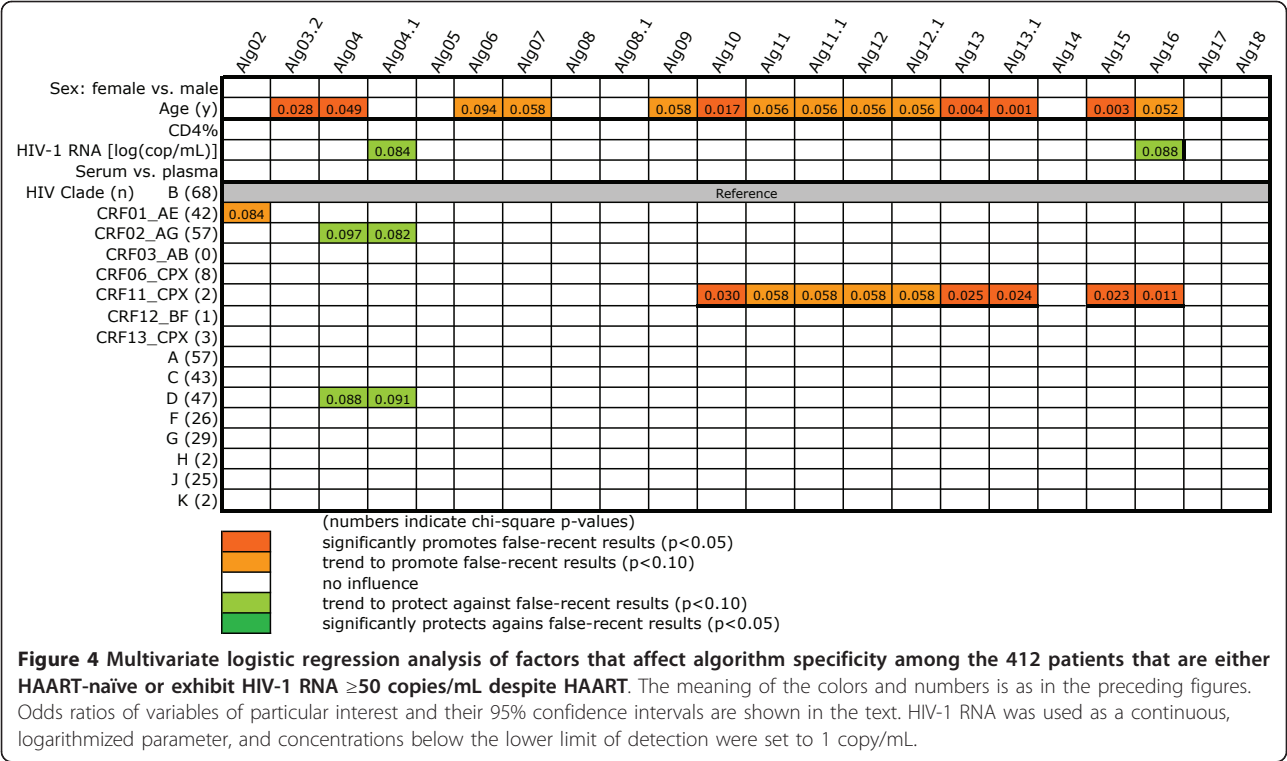 Alg02 Alg03.2 Alg04 Alg04.1 Alg05 Alg06 Alg07 Alg08 Alg08.1 Alg09 Alg10 Alg11 Alg11.1 Alg12 Alg12.1 Alg13 Alg13.1 Alg14 Alg15 Alg16 Alg17 Alg18
Sex: female vs. male
Age (y) 0.028 0.049 0.094 0.058 0.058 0.017 0.056 0.056 0.056 0.056 0.004 0.001 0.003 0.052
CD4%
HIV-1 RNA [log(cop/mL)] 0.084 0.088
Serum vs. plasma
HIV Clade (n) B (68) Reference
CRF01_AE (42) 0.084
CRF02_AG (57) 0.097 0.082
CRF03_AB (0)
CRF06_CPX (8)
CRF11_CPX (2) 0.030 0.058 0.058 0.058 0.058 0.025 0.024 0.023 0.011
CRF12_BF (1)
CRF13_CPX (3)
A (57)
C (43)
D (47) 0.088 0.091
F (26)
G (29)
H (2)
J (25)
K (2)
(numbers indicate chi-square p-values)
significantly promotes false-recent results (p<0.05)
trend to promote false-recent results (p<0.10)
no influence
trend to protect against false-recent results (p<0.10)
significantly protects agains false-recent results (p<0.05)
Figure 4 Multivariate logistic regression analysis of factors that affect algorithm specificity among the 412 patients that are either
HAART-naïve or exhibit HIV-1 RNA ≥50 copies/mL despite HAART. The meaning of the colors and numbers is as in the preceding figures.
Odds ratios of variables of particular interest and their 95% confidence intervals are shown in the text. HIV-1 RNA was used as a continuous,
logarithmized parameter, and concentrations below the lower limit of detection were set to 1 copy/mL.